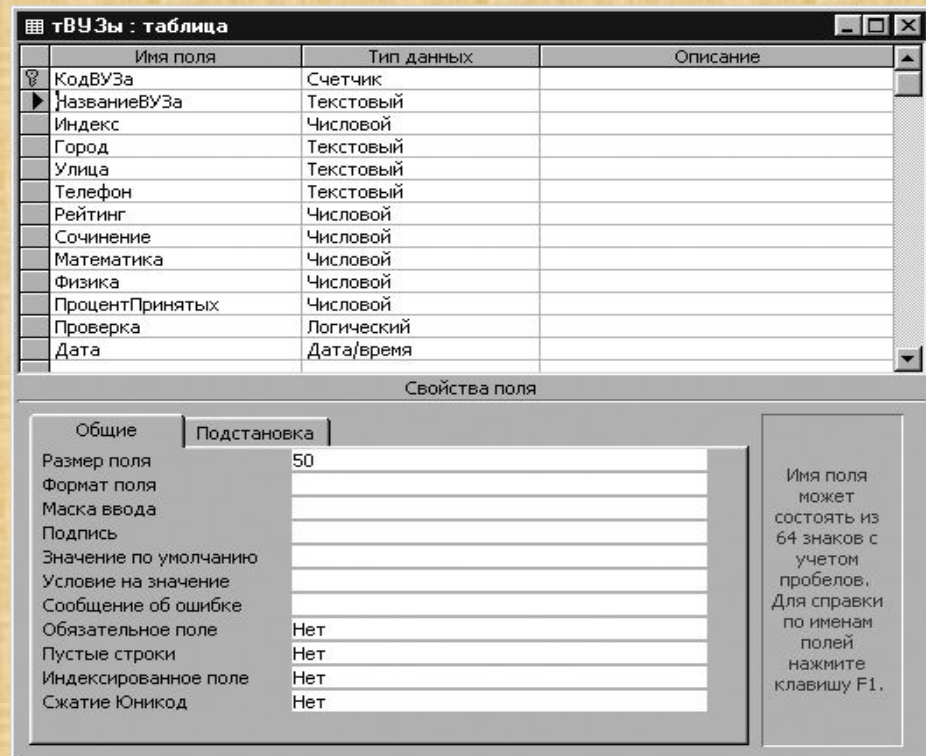 тВУЗы : таблица
Имя поля Тип данных Описание
КодВУЗа Счетчик
НазваниеВУЗа Текстовый
Индекс Числовой
Город Текстовый
Улица Текстовый
Телефон Текстовый
Рейтинг Числовой
Сочинение Числовой
Математика Числовой
Физика Числовой
ПроцентПринятых Числовой
Проверка Логический
Дата Дата/время
Свойства поля
Общие Подстановка
Размер поля 50
Формат поля
Маска ввода
Подпись
Значение по умолчанию
Условие на значение
Сообщение об ошибке
Обязательное поле Нет
Пустые строки Нет
Индексированное поле Нет
Сжатие Юникод Нет
Имя поля
может
состоять из
64 знаков с
учетом
пробелов.
Для справки
по именам
полей
нажмите
клавишу F1.